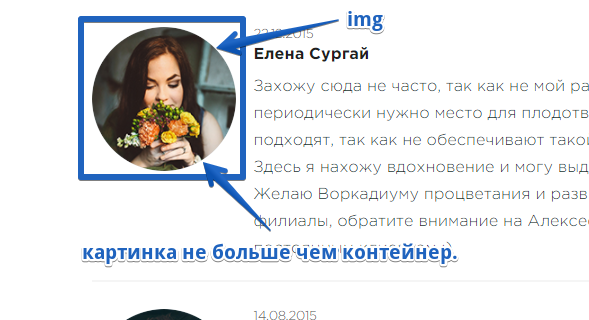 img
22.12.2015
Елена Сургай
Захожу сюда не часто, так как не мой ра
периодически нужно место для плодотв
подходят, так как не обеспечивают тако
Здесь я нахожу вдохновение и могу выд
Желаю Воркадиуму процветания и разв
филиалы, обратите внимание на Алексе
картинка не больше чем контейнер.
14.08.2015